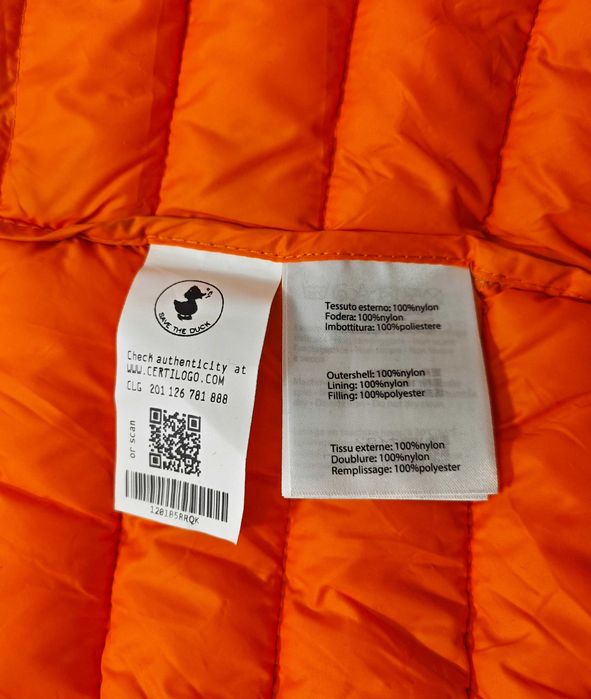 SAVE THE DUCK
Check authenticity at
WWW.CERTILOGO.COM
CLG 201 126 781 888
or scan
Tessuto esterno: 100%nylon
Fodera: 100%nylon
Imbottitura: 100%poliestere
Outershell: 100%nylon
Lining: 100%nylon
Filling: 100%polyester
Tissu externe: 100%nylon
Doublure: 100%nylon
Remplissage: 100%polyester